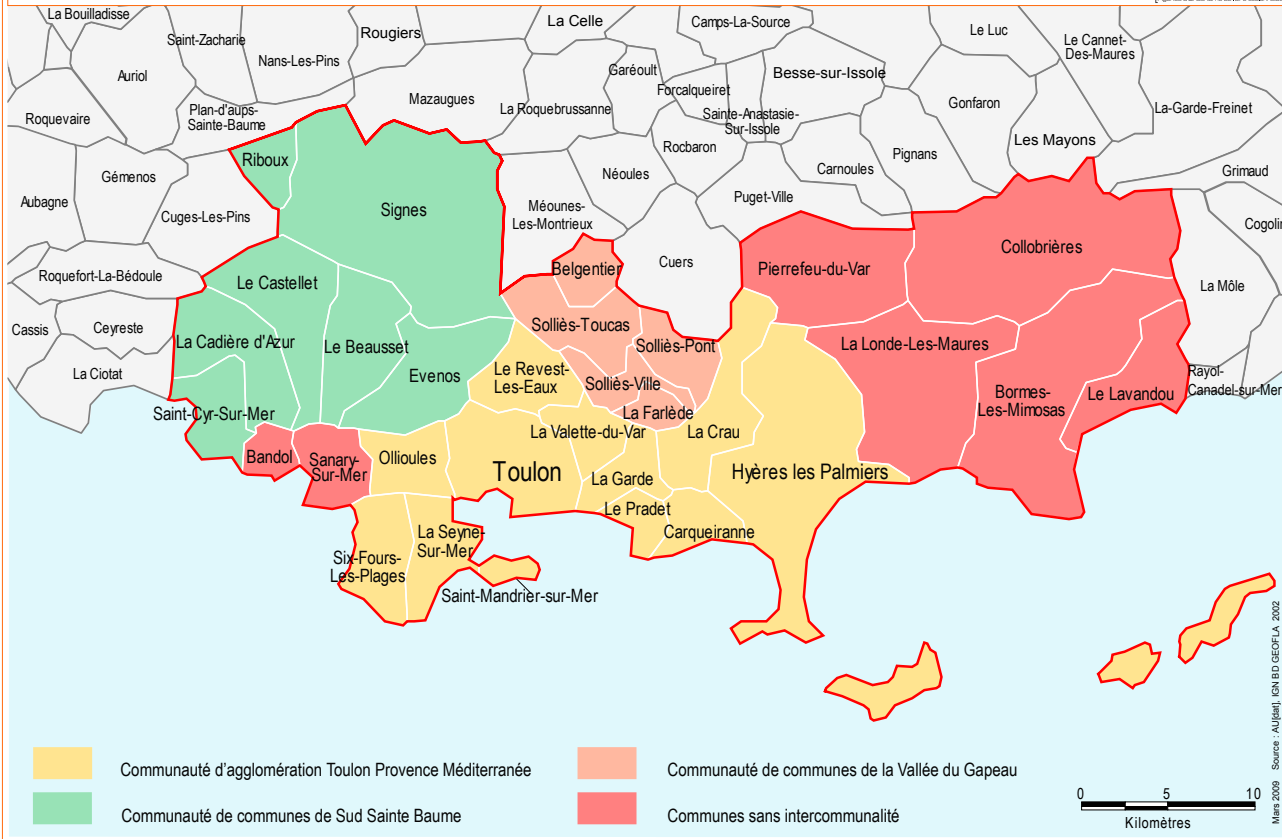 La Bouilladisse
Saint-Zacharie
Rougiers
La Celle
Camps-La-Source
Le Luc
Le Cannet-
Des-Maures
Auriol
Nans-Les-Pins
Garéoult
Forcalqueiret
Besse-sur-Issole
Gonfaron
La-Garde-Freinet
Roquevaire
Plan-d'aups-
Sainte-Baume
Mazaugues
La Roquebrussanne
Sainte-Anastasie-
Sur-Issole
Les Mayons
Riboux
Rocbaron
Pignans
Carnoules
Grimaud
Gémenos
Néoules
Puget-Ville
Aubagne
Cuges-Les-Pins
Signes
Méounes-
Les-Montrieux
Cogolin
Collobrières
Roquefort-La-Bédoule
Le Castellet
Belgentier
Cuers
Pierrefeu-du-Var
La Môle
Cassis
Ceyreste
La Cadière d'Azur
Le Beausset
Solliès-Toucas
Solliès-Pont
La Londe-Les-Maures
La Ciotat
Evenos
Le Revest-
Les-Eaux
Solliès-Ville
Bormes-
Les-Mimosas
Le Lavandou
Rayol-
Canadel-sur-Mer
Saint-Cyr-Sur-Mer
La Farlède
La Valette-du-Var
La Crau
Bandol
Sanary-
Sur-Mer
Ollioules
Toulon
La Garde
Hyères les Palmiers
Le Pradet
Carqueiranne
La Seyne-
Sur-Mer
Six-Fours-
Les-Plages
Saint-Mandrier-sur-Mer
Communauté d'agglomération Toulon Provence Méditerranée
Communauté de communes de la Vallée du Gapeau
Communauté de communes de Sud Sainte Baume
Communes sans intercommunalité
0 5 10
Kilomètres
Mars 2009 Source : AU[dat], IGN BD GEOFLA 2002